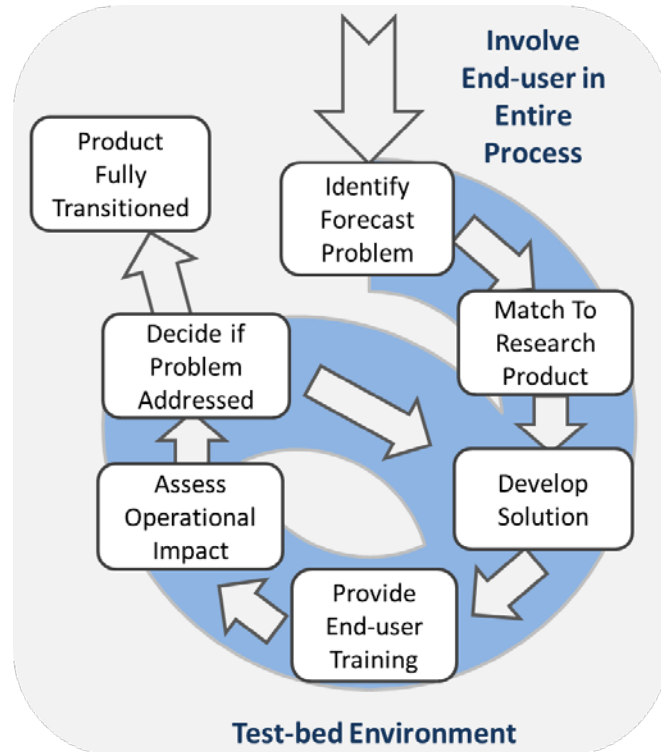 Involve
End-user in
Entire
Process
Identify
Forecast
Problem
Match To
Research
Product
Develop
Solution
Provide
End-user
Training
Assess
Operational
Impact
Decide if
Problem
Addressed
Product
Fully
Transitioned
Test-bed Environment